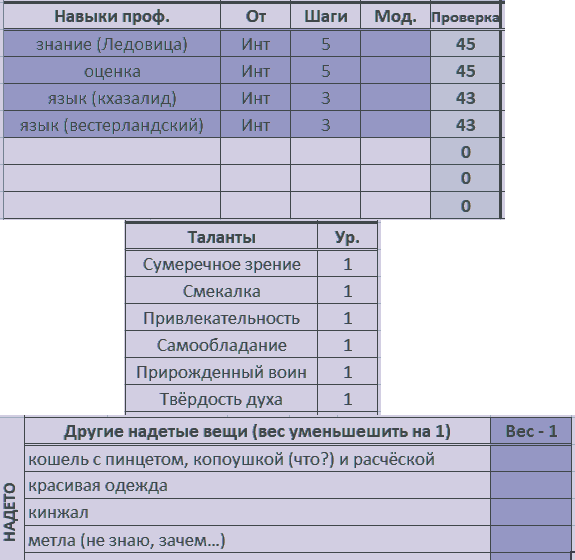 Навыки проф. От Шаги Мод. Проверка
знание (Ледовица) Инт 5 45
оценка Инт 5 45
язык (кхазалид) Инт 3 43
язык (вестерландский) Инт 3 43
0
0
0
Таланты Ур.
Сумеречное зрение 1
Смекалка 1
Привлекательность 1
Самообладание 1
Прирожденный воин 1
Твёрдость духа 1
НАДЕТО
Другие надетые вещи (вес уменьшешить на 1) Вес - 1
кошель с пинцетом, копоушкой (что?) и расчёской
красивая одежда
кинжал
метла (не знаю, зачем...)